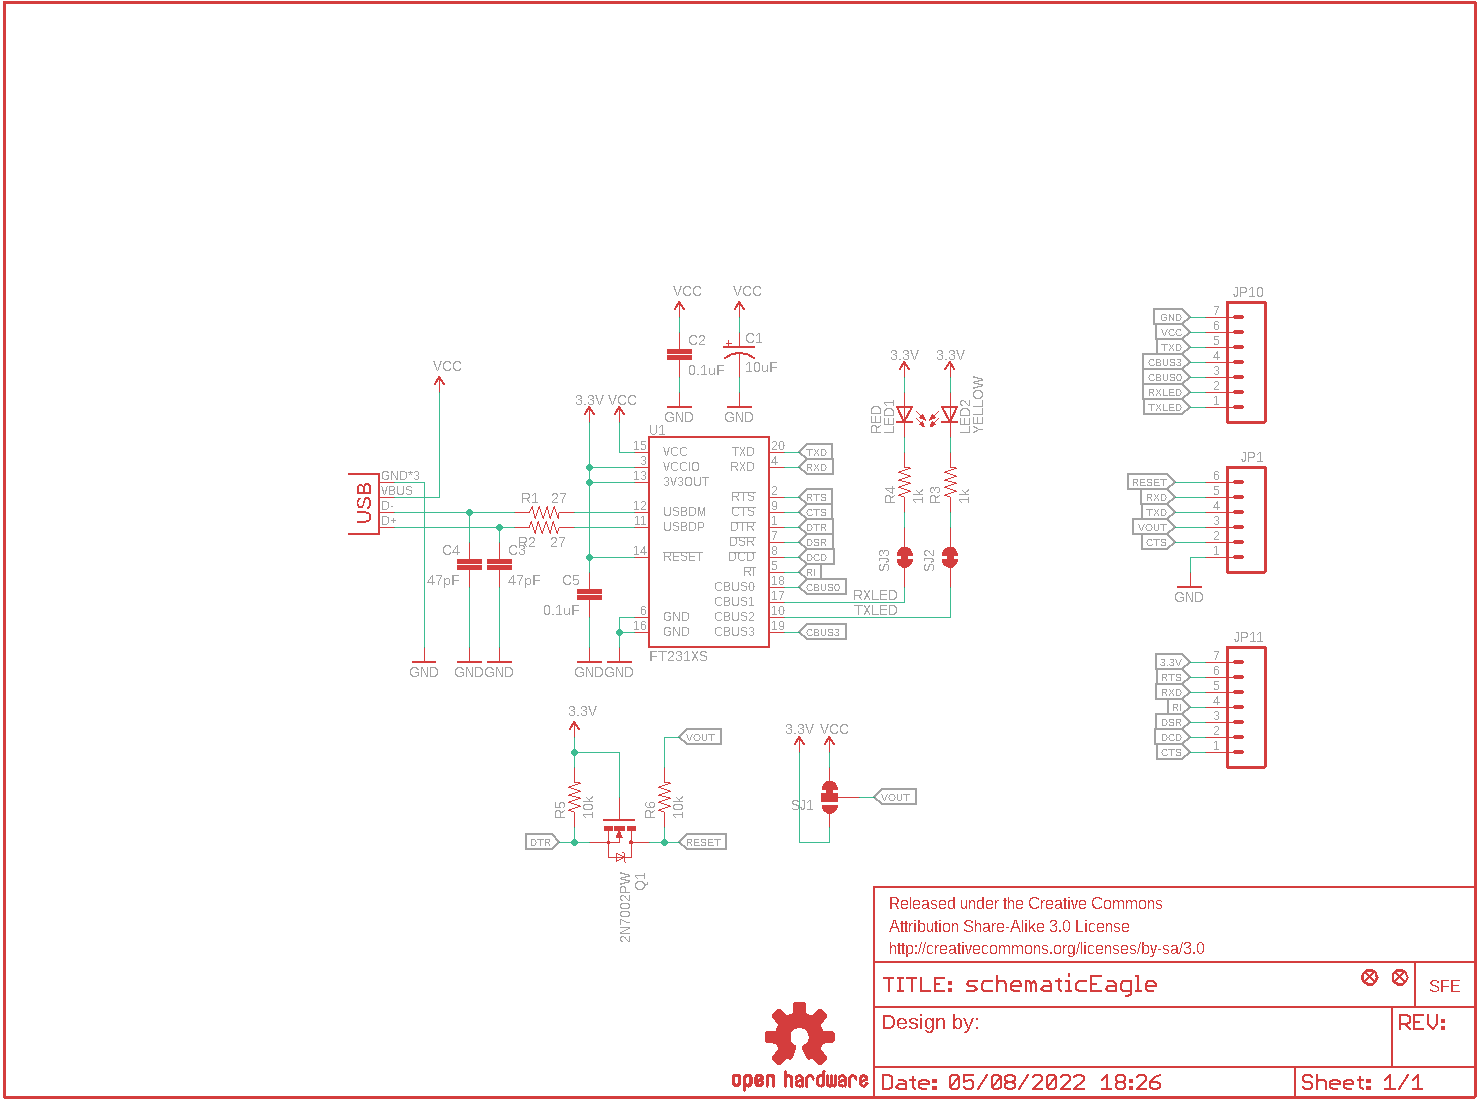 VCC
C2
0.1uF
GND
VCC
+
C1
10uF
GND
VCC
USB
GND*3
VBUS
D-
D+
R1 27
R2 27
C4
47pF
C3
47pF
GND
GND
GND
3.3V VCC
C5
0.1uF
GND
GND
U1
15 VCC
3 VCCIO
13 3V3OUT
12 USBDM
11 USBDP
14 RESET
6 GND
16 GND
TXD 20 TXD
RXD 4 RXD
RTS 2 RTS
CTS 9 CTS
DTR 1 DTR
DSR 7 DSR
DCD 8 DCD
RI 5 RI
CBUS0 18 CBUS0
CBUS1 17 RXLED
CBUS2 10 TXLED
CBUS3 19 CBUS3
FT231XS
3.3V 3.3V
RED
LED1
LED2
YELLOW
R4
1k
R3
1k
SJ3
SJ2
JP10
GND 7
VCC 6
TXD 5
CBUS3 4
CBUS0 3
RXLED 2
TXLED 1
JP1
RESET 6
RXD 5
TXD 4
VOUT 3
CTS 2
1
GND
JP11
3.3V 7
RTS 6
RXD 5
RI 4
DSR 3
DCD 2
CTS 1
3.3V
VOUT
R5
10k
R6
10k
DTR
RESET
2N7002PW
Q1
3.3V VCC
SJ1
VOUT
Released under the Creative Commons
Attribution Share-Alike 3.0 License
http://creativecommons.org/licenses/by-sa/3.0
TITLE: schematicEagle
SFE
Design by:
REV:
open hardware
Date: 05/08/2022 18:26
Sheet: 1/1